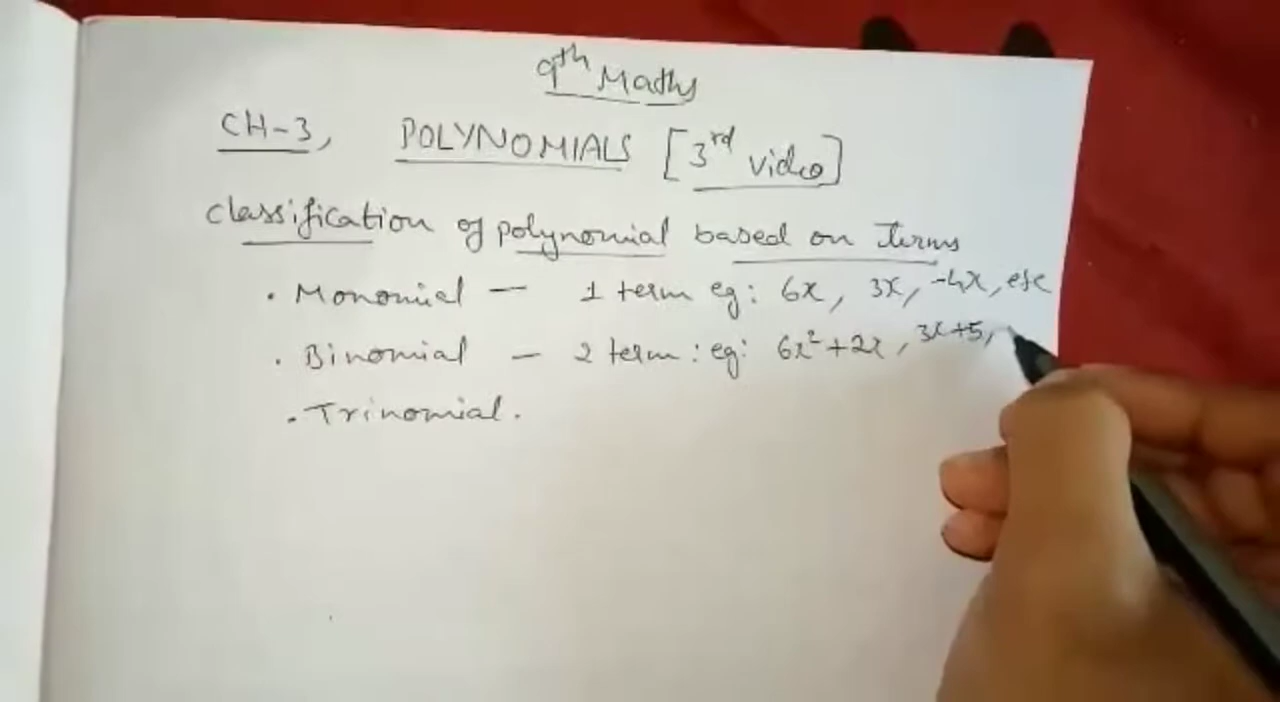 9th Maths
CH-3, POLYNOMIALS [3rd video]
classification of polynomial based on terms
. Monomial — 1 term eg: 6x, 3x, -4x, etc
. Binomial — 2 term : eg: 6x²+2x, 3x+5,
. Trinomial.